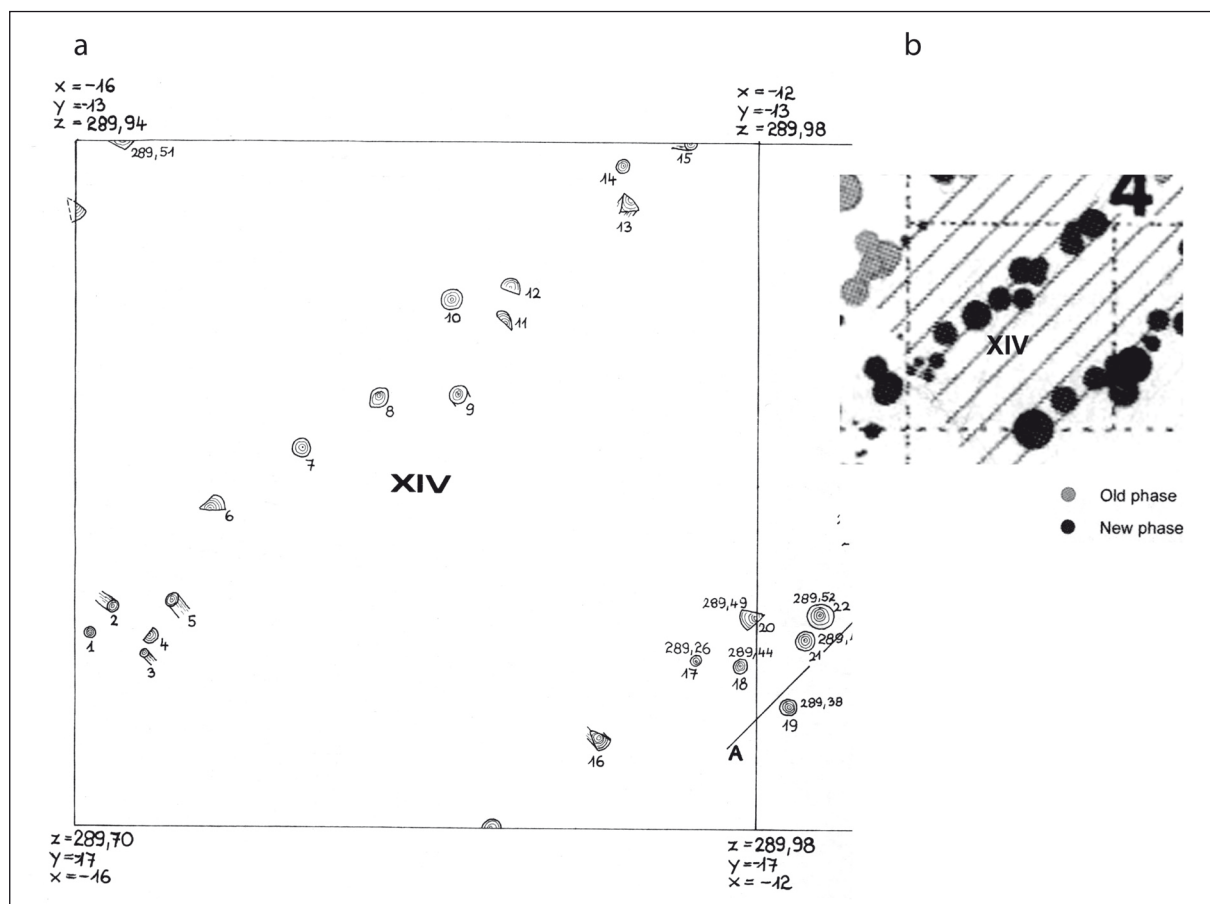 a
b
x = -16
y = -13
z = 289,94
x = -12
y = -13
z = 289,98
289,51
15
14
13
12
10
11
8
9
7
XIV
6
2
5
1
4
3
289,49
20
289,52
22
289,26
17
289,44
18
21
289,38
19
16
A
z = 289,70
y = -17
x = -16
z = 289,98
y = -17
x = -12
4
XIV
Old phase
New phase